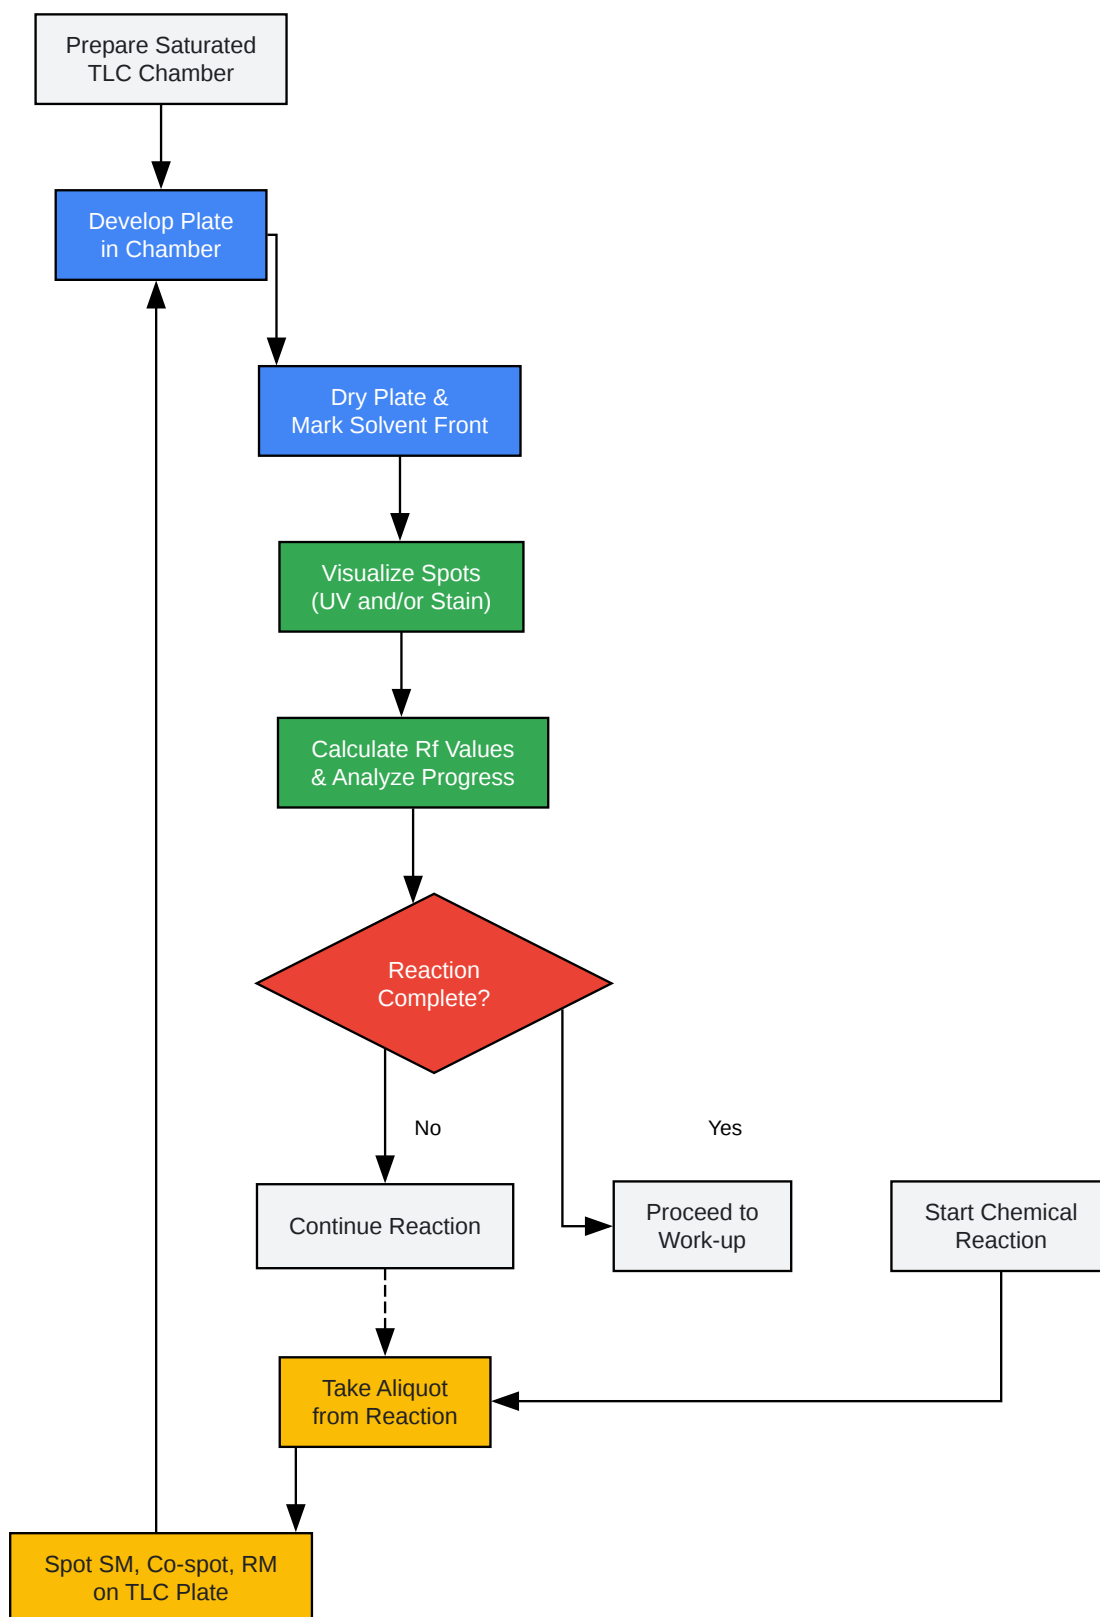 Prepare Saturated
TLC Chamber
Develop Plate
in Chamber
Dry Plate &
Mark Solvent Front
Visualize Spots
(UV and/or Stain)
Calculate Rf Values
& Analyze Progress
Reaction
Complete?
No
Yes
Continue Reaction
Proceed to
Work-up
Start Chemical
Reaction
Take Aliquot
from Reaction
Spot SM, Co-spot, RM
on TLC Plate